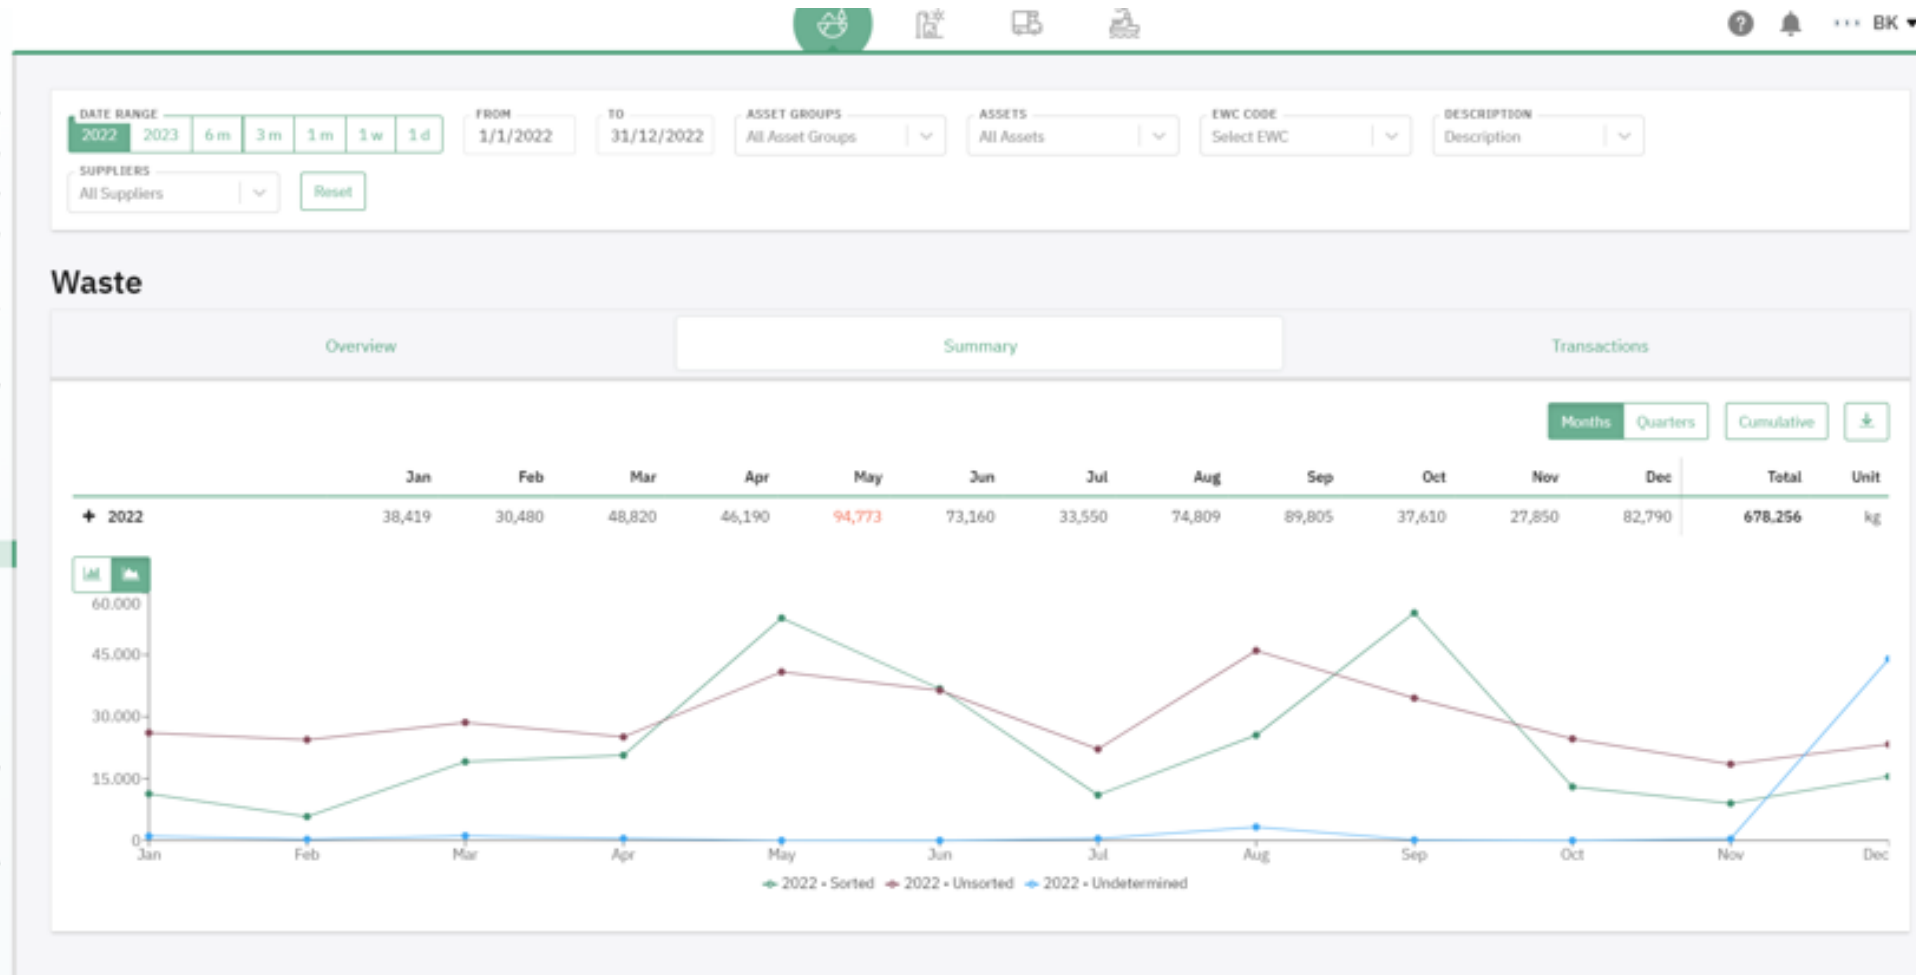 BK
DATE RANGE FROM TO ASSET GROUPS ASSETS EWC CODE DESCRIPTION
2022 2023 6 m 3 m 1 m 1 w 1 d 1/1/2022 31/12/2022 All Asset Groups All Assets Select EWC Description
SUPPLIERS
All Suppliers Reset
Waste
Overview Summary Transactions
Months Quarters Cumulative
Jan Feb Mar Apr May Jun Jul Aug Sep Oct Nov Dec Total Unit
2022 38,419 30,480 48,820 46,190 94,773 73,160 33,550 74,809 89,805 37,610 27,850 82,790 678,256 kg
60.000
45.000
30.000
15.000
0
Jan Feb Mar Apr May Jun Jul Aug Sep Oct Nov Dec
2022 - Sorted 2022 - Unsorted 2022 - Undetermined